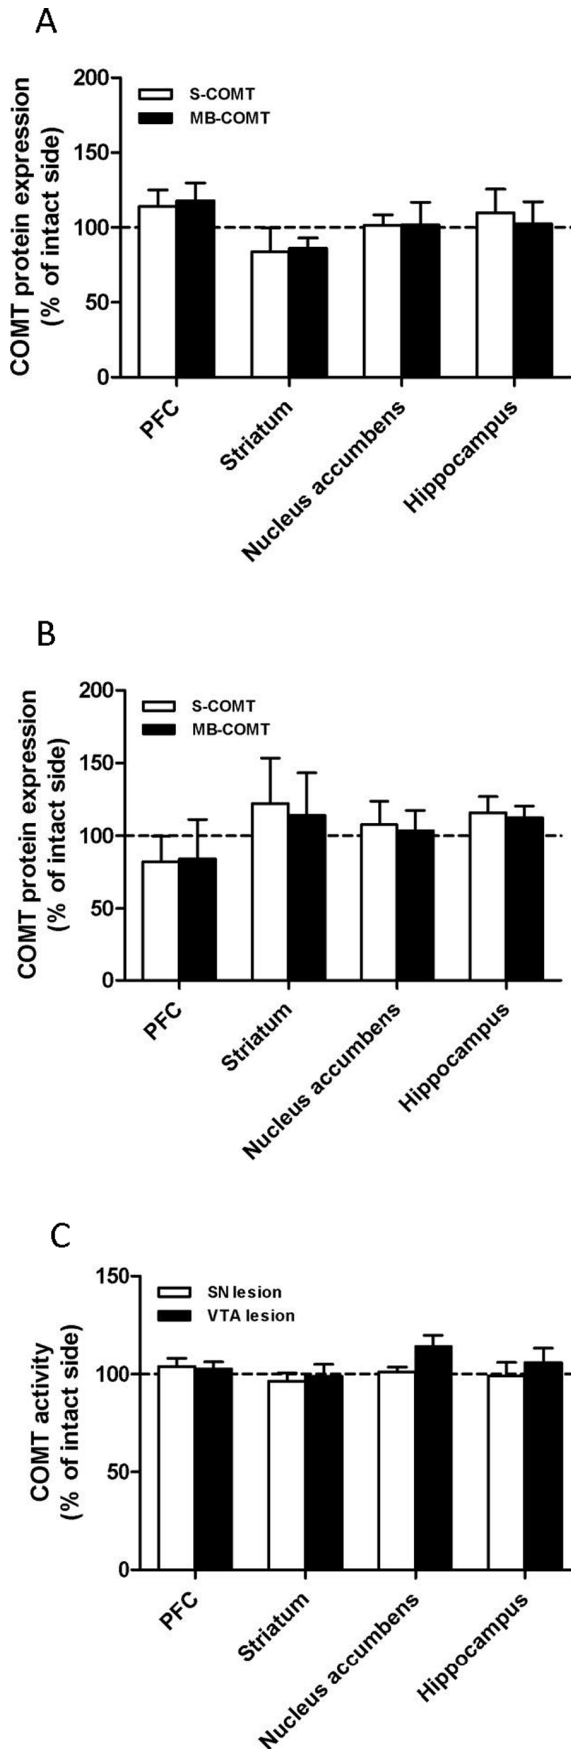 A
COMT protein expression
(% of intact side)
200
150
100
50
0
S-COMT
MB-COMT
PFC
Striatum
Nucleus accumbens
Hippocampus
B
COMT protein expression
(% of intact side)
200
150
100
50
0
S-COMT
MB-COMT
PFC
Striatum
Nucleus accumbens
Hippocampus
C
COMT activity
(% of intact side)
150
100
50
0
SN lesion
VTA lesion
PFC
Striatum
Nucleus accumbens
Hippocampus